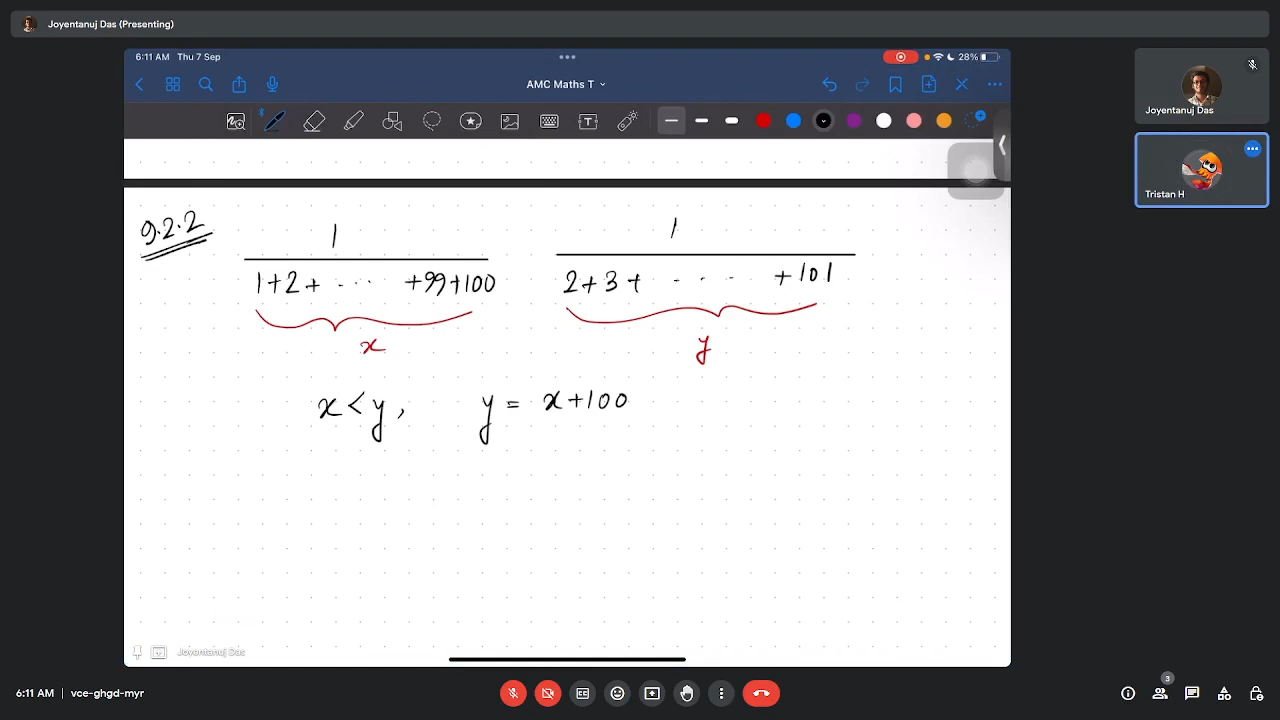 Joyentanuj Das (Presenting)
6:11 AM Thu 7 Sep
28%
AMC Maths T
Joyentanuj Das
Tristan H
9.2.2
1
1+2+ ... +99+100
1
2+3+ .... +101
x
y
x<y, y = x+100
Joyentanuj Das
6:11 AM | vce-ghgd-myr
3